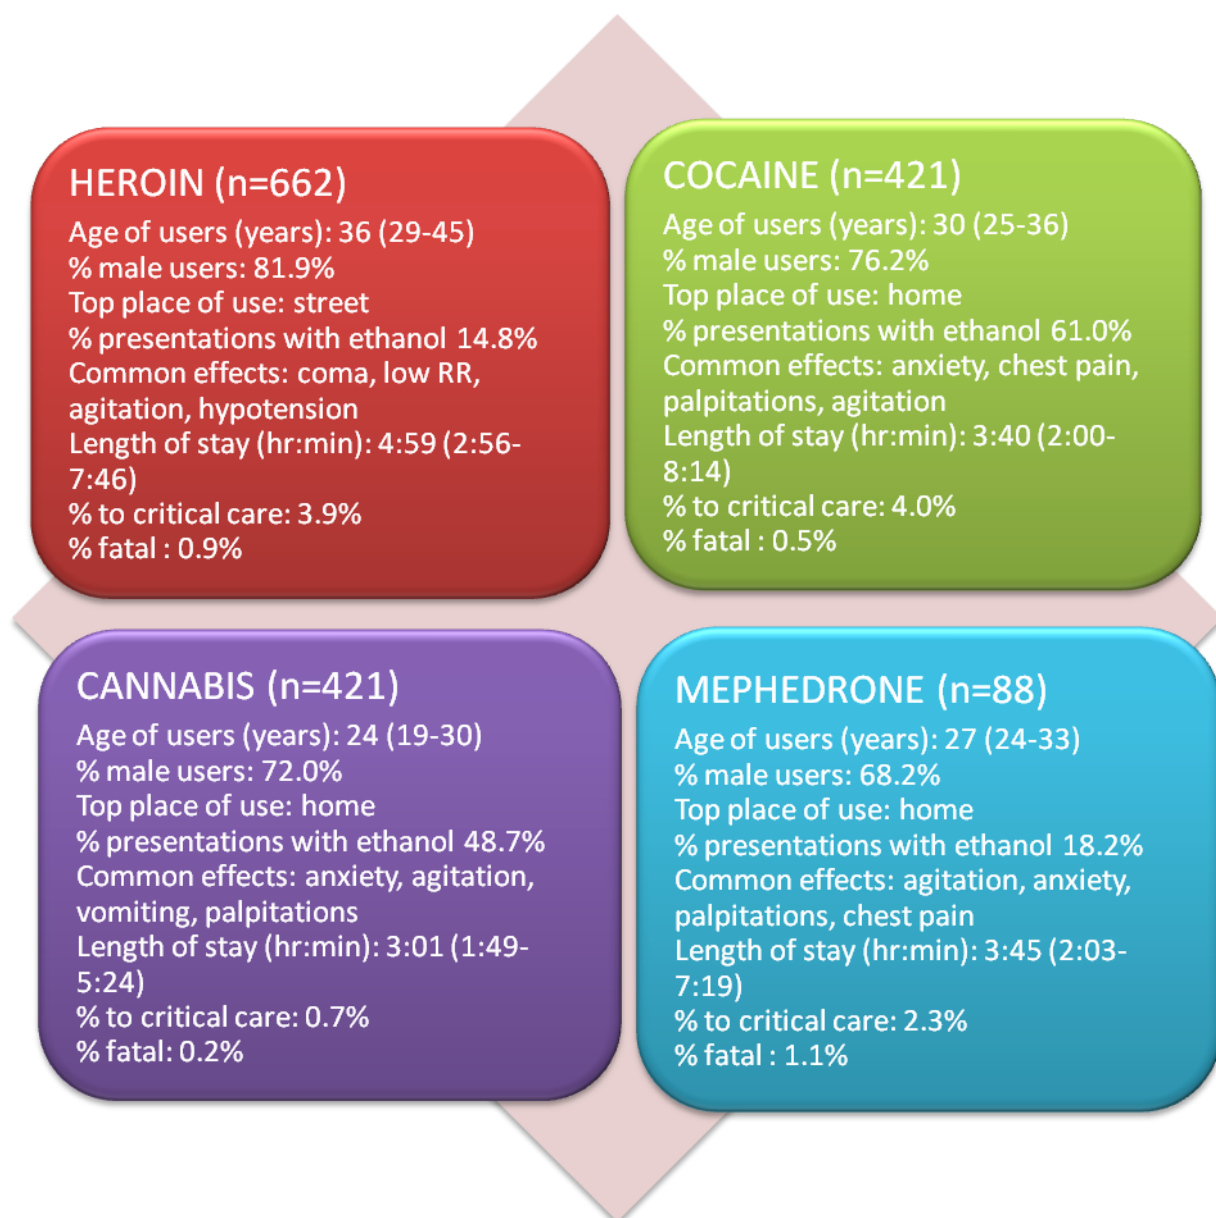 HEROIN (n=662)
Age of users (years): 36 (29-45)
% male users: 81.9%
Top place of use: street
% presentations with ethanol 14.8%
Common effects: coma, low RR,
agitation, hypotension
Length of stay (hr:min): 4:59 (2:56-
7:46)
% to critical care: 3.9%
% fatal : 0.9%
COCAINE (n=421)
Age of users (years): 30 (25-36)
% male users: 76.2%
Top place of use: home
% presentations with ethanol 61.0%
Common effects: anxiety, chest pain,
palpitations, agitation
Length of stay (hr:min): 3:40 (2:00-
8:14)
% to critical care: 4.0%
% fatal : 0.5%
CANNABIS (n=421)
Age of users (years): 24 (19-30)
% male users: 72.0%
Top place of use: home
% presentations with ethanol 48.7%
Common effects: anxiety, agitation,
vomiting, palpitations
Length of stay (hr:min): 3:01 (1:49-
5:24)
% to critical care: 0.7%
% fatal: 0.2%
MEPHEDRONE (n=88)
Age of users (years): 27 (24-33)
% male users: 68.2%
Top place of use: home
% presentations with ethanol 18.2%
Common effects: agitation, anxiety,
palpitations, chest pain
Length of stay (hr:min): 3:45 (2:03-
7:19)
% to critical care: 2.3%
% fatal : 1.1%